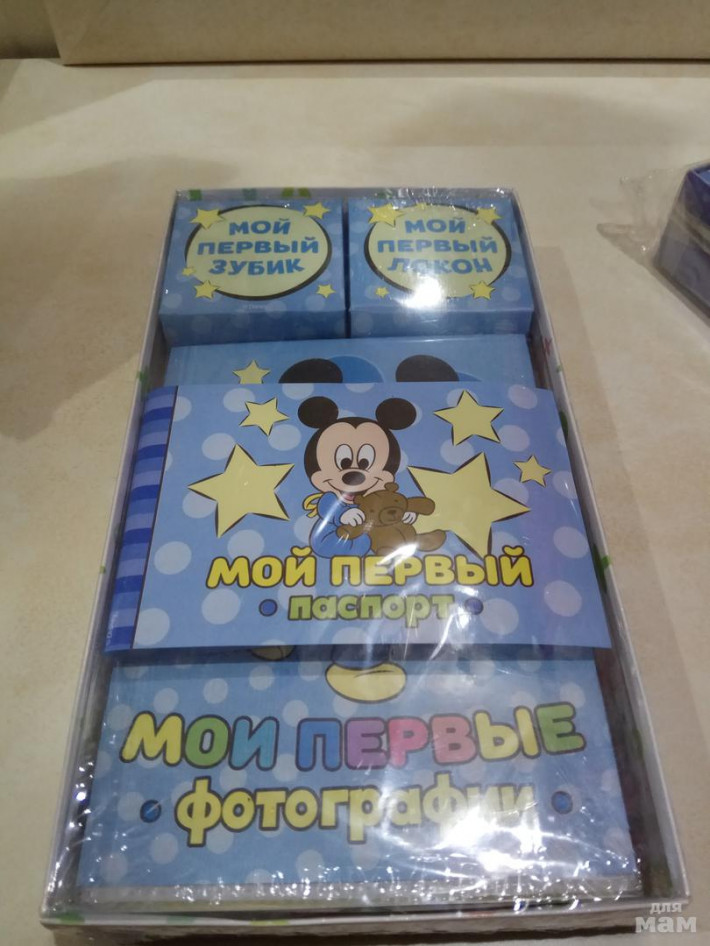 МОЙ
ПЕРВЫЙ
ЗУБИК
МОЙ
ПЕРВЫЙ
ЛОКОН
МОЙ ПЕРВЫЙ
• паспорт •
МОИ ПЕРВЫЕ
• фотографии •
для
мам